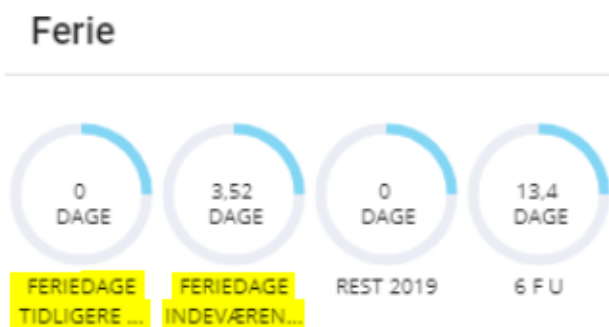 Ferie
0
DAGE
FERIEDAGE
TIDLIGERE ...
3,52
DAGE
FERIEDAGE
INDEVÆREN...
0
DAGE
REST 2019
13,4
DAGE
6 F U